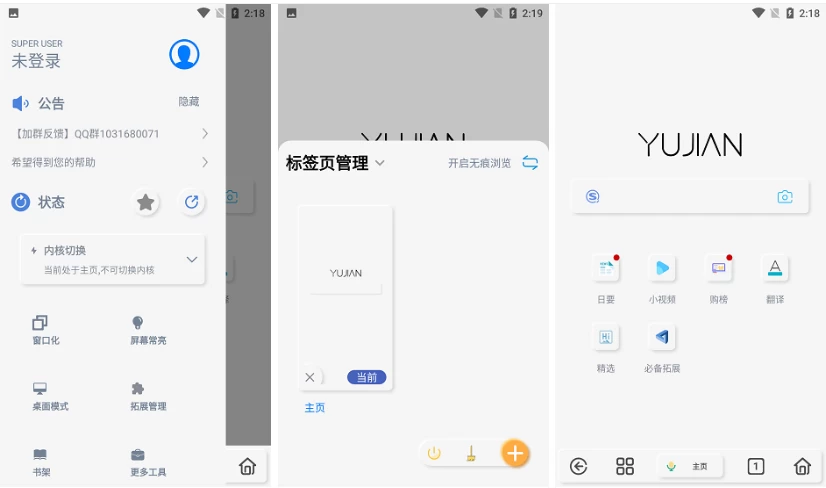 2:18
SUPER USER
未登录
公告
隐藏
【加群反馈】QQ群1031680071
希望得到您的帮助
状态
内核切换
当前处于主页,不可切换内核
窗口化
屏幕常亮
桌面模式
拓展管理
书架
更多工具
2:19
YUJIAN
标签页管理
开启无痕浏览
YUJIAN
当前
主页
2:18
YUJIAN
日要
小视频
购榜
翻译
精选
必备拓展
主页
1